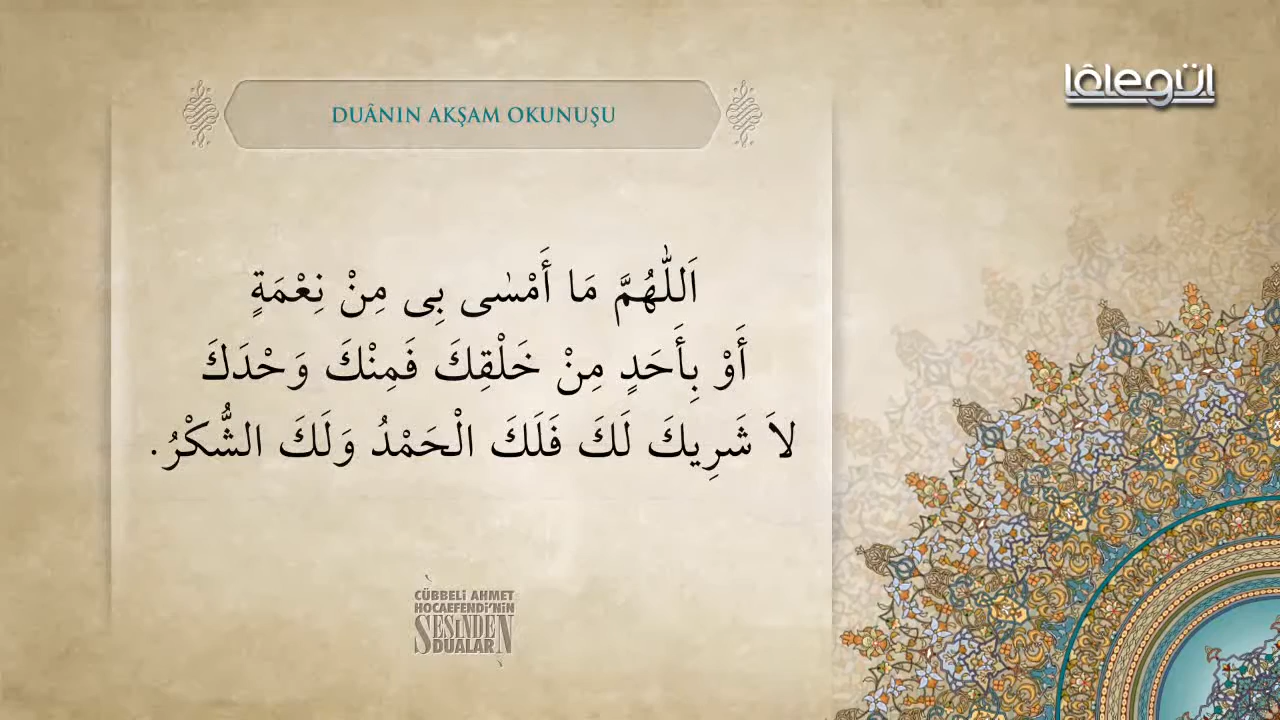 DUÂNIN AKŞAM OKUNUŞU
lâlegül
اَللّٰهُمَّ مَا أَمْسٰى بِى مِنْ نِعْمَةٍ
أَوْ بِأَحَدٍ مِنْ خَلْقِكَ فَمِنْكَ وَحْدَكَ
لاَ شَرِيكَ لَكَ فَلَكَ الْحَمْدُ وَلَكَ الشُّكْرُ.
CÜBBELİ AHMET
HOCAEFENDİ'NİN
SESİNDEN
DUALAR